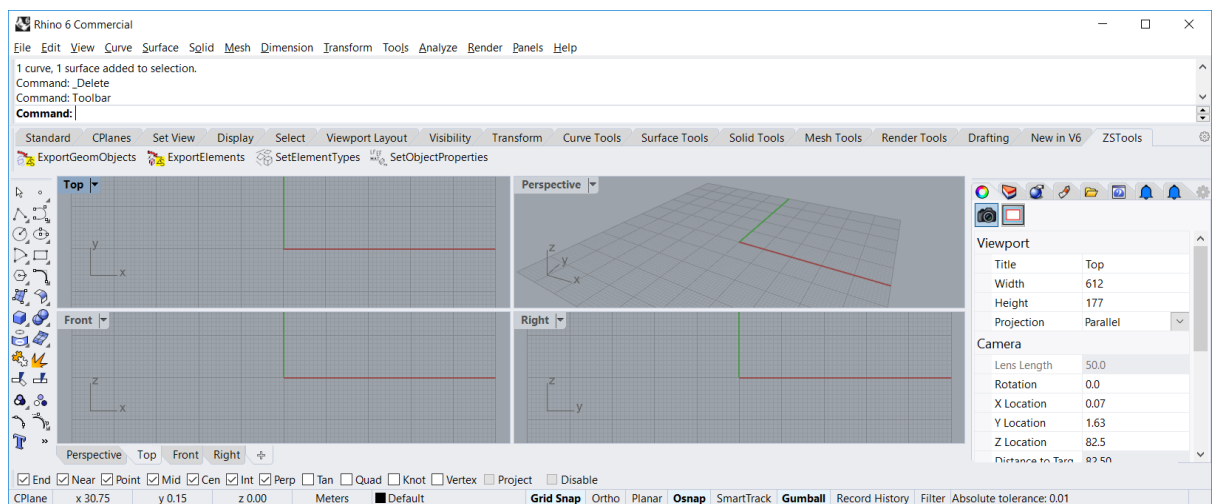 Rhino 6 Commercial
File Edit View Curve Surface Solid Mesh Dimension Transform Tools Analyze Render Panels Help
1 curve, 1 surface added to selection.
Command: _Delete
Command: Toolbar
Command:
Standard CPlanes Set View Display Select Viewport Layout Visibility Transform Curve Tools Surface Tools Solid Tools Mesh Tools Render Tools Drafting New in V6 ZSTools
ExportGeomObjects ExportElements SetElementTypes SetObjectProperties
Top
y
x
Perspective
z
y
x
Front
z
x
Right
z
y
Viewport
Title Top
Width 612
Height 177
Projection Parallel
Camera
Lens Length 50.0
Rotation 0.0
X Location 0.07
Y Location 1.63
Z Location 82.5
Distance to Targ 82.50
Perspective Top Front Right
End Near Point Mid Cen Int Perp Tan Quad Knot Vertex Project Disable
CPlane x 30.75 y 0.15 z 0.00 Meters Default Grid Snap Ortho Planar Osnap SmartTrack Gumball Record History Filter Absolute tolerance: 0.01